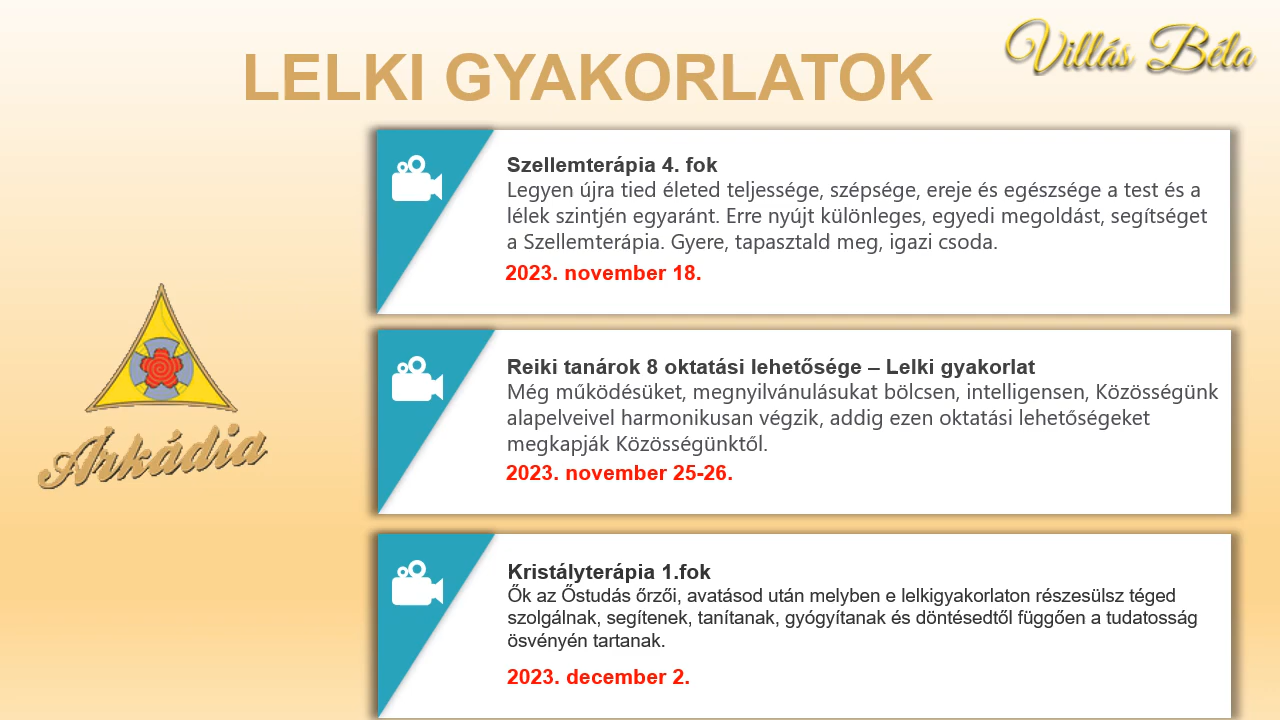 Villás Béla
LELKI GYAKORLATOK
Szellemterápia 4. fok
Legyen újra tied életed teljessége, szépsége, ereje és egészsége a test és a
lélek szintjén egyaránt. Erre nyújt különleges, egyedi megoldást, segítséget
a Szellemterápia. Gyere, tapasztald meg, igazi csoda.
2023. november 18.
Reiki tanárok 8 oktatási lehetősége – Lelki gyakorlat
Még működésüket, megnyilvánulásukat bölcsen, intelligensen, Közösségünk
alapelveivel harmonikusan végzik, addig ezen oktatási lehetőségeket
megkapják Közösségünktől.
2023. november 25-26.
Árkádia
Kristályterápia 1.fok
Ők az Őstudás őrzői, avatásod után melyben e lelkigyakorlaton részesülsz téged
szolgálnak, segítenek, tanítanak, gyógyítanak és döntésedtől függően a tudatosság
ösvényén tartanak.
2023. december 2.